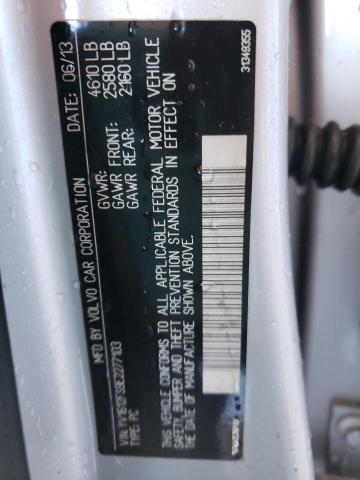 MFD BY VOLVO CAR CORPORATION DATE: 06/13
GVWR: 4610 LB
GAWR FRONT: 2580 LB
GAWR REAR: 2160 LB
TYPE: PC
THIS VEHICLE CONFORMS TO ALL APPLICABLE FEDERAL MOTOR VEHICLE
SAFETY, BUMPER AND THEFT PREVENTION STANDARDS IN EFFECT ON
THE DATE OF MANUFACTURE SHOWN ABOVE.
VOLVO
31349355